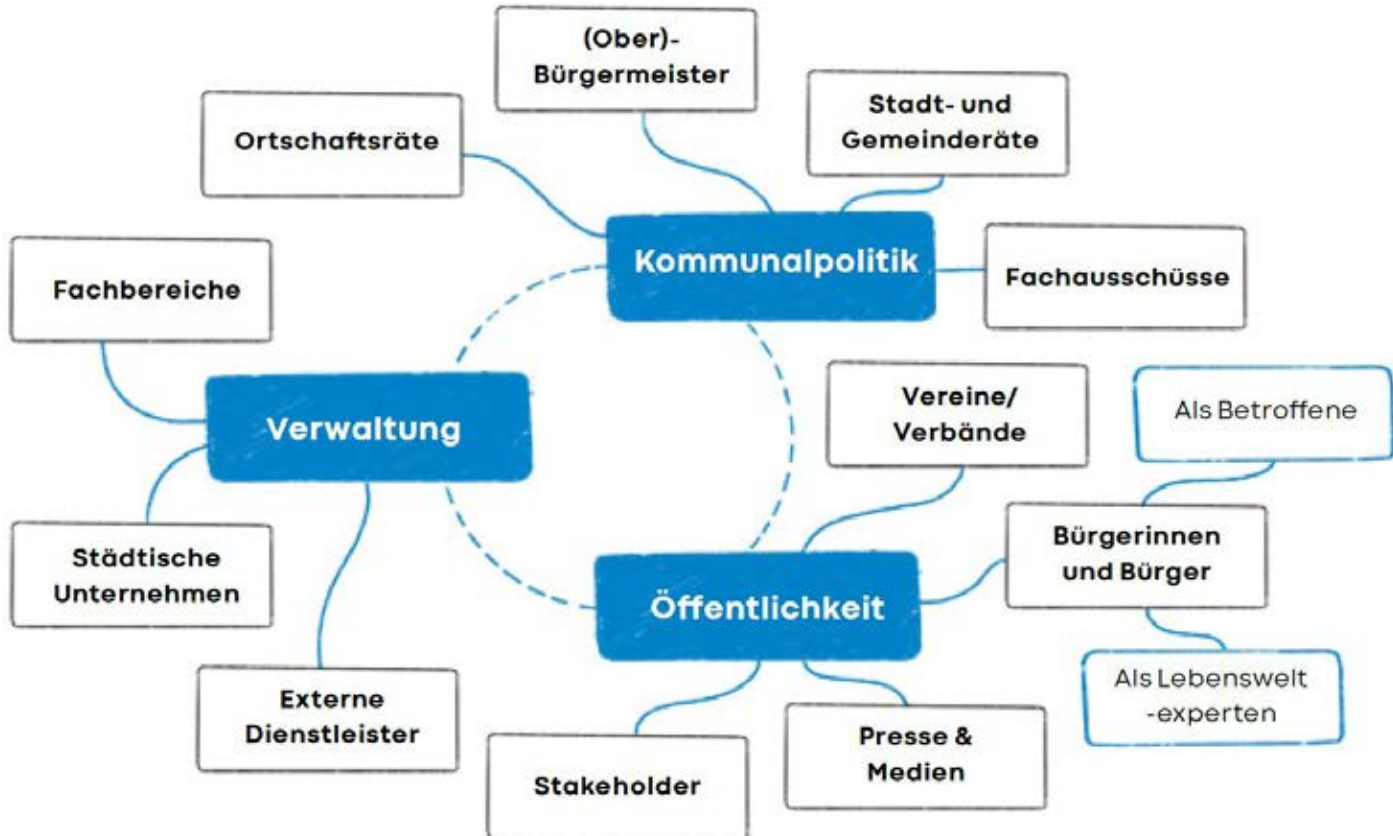 (Ober)-
Bürgermeister
Stadt- und
Gemeinderäte
Ortschaftsräte
Kommunalpolitik
Fachausschüsse
Fachbereiche
Verwaltung
Vereine/
Verbände
Als Betroffene
Städtische
Unternehmen
Bürgerinnen
und Bürger
Öffentlichkeit
Externe
Dienstleister
Als Lebenswelt
-experten
Stakeholder
Presse &
Medien